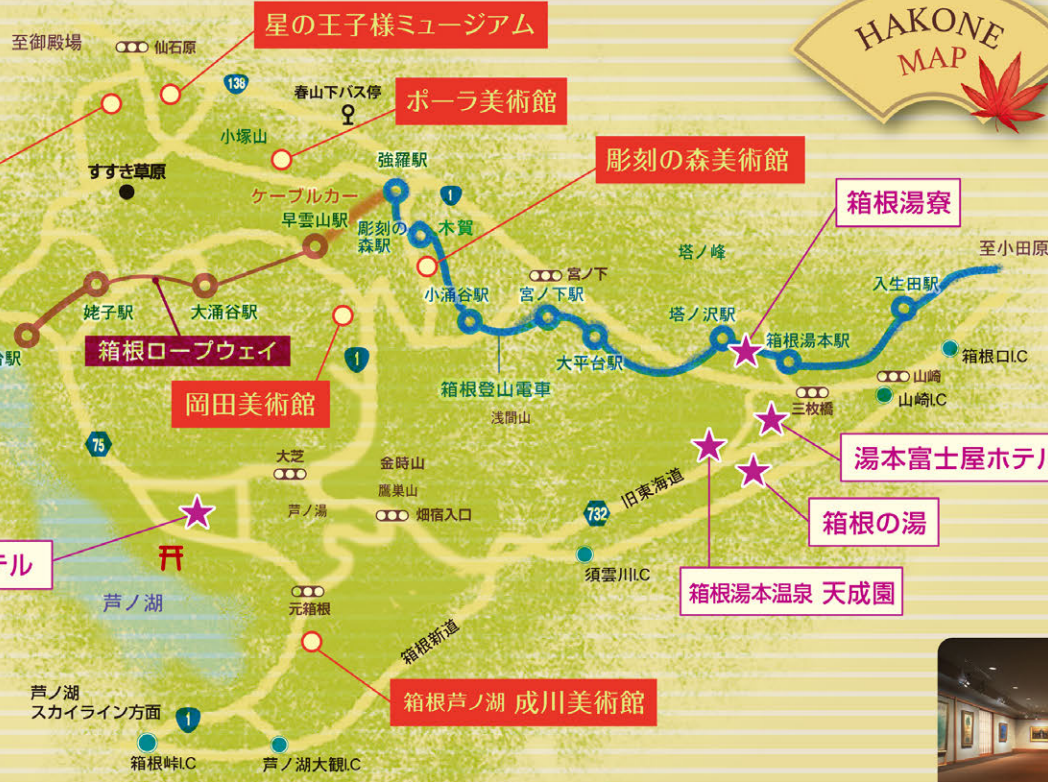 HAKONE
MAP
星の王子様ミュージアム
至御殿場
仙石原
138
春山下バス停
ポーラ美術館
小塚山
すすき草原
強羅駅
彫刻の森美術館
ケーブルカー
1
箱根湯寮
早雲山駅
彫刻の
森駅
木賀
塔ノ峰
至小田原
姥子駅
大涌谷駅
小涌谷駅
宮ノ下
宮ノ下駅
入生田駅
塔ノ沢駅
箱根湯本駅
箱根ロープウェイ
1
大平台駅
箱根口I.C
山崎
山崎I.C
岡田美術館
箱根登山電車
浅間山
三枚橋
75
大芝
金時山
鷹巣山
湯本富士屋ホテル
芦ノ湯
畑宿入口
旧東海道
732
箱根の湯
テル
須雲川I.C
箱根湯本温泉 天成園
芦ノ湖
元箱根
箱根新道
芦ノ湖
スカイライン方面
1
箱根芦ノ湖 成川美術館
箱根峠I.C
芦ノ湖大観I.C